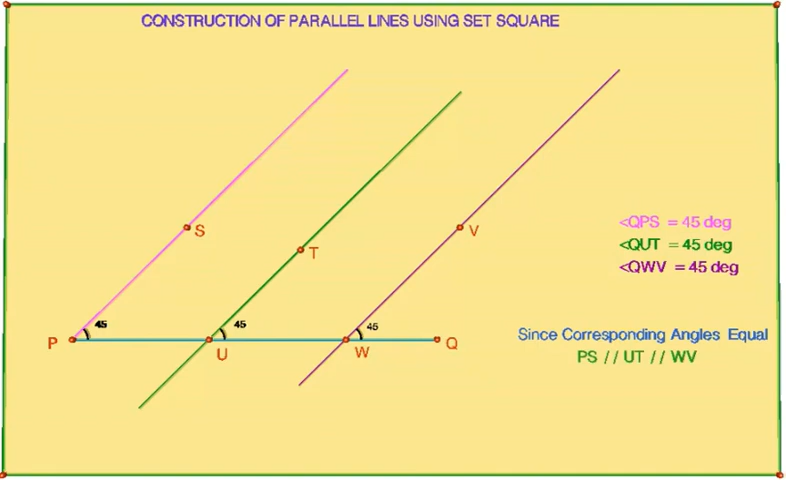 CONSTRUCTION OF PARALLEL LINES USING SET SQUARE
S
V
T
<QPS = 45 deg
<QUT = 45 deg
<QWV = 45 deg
45
45
45
P
U
W
Q
Since Corresponding Angles Equal
PS // UT // WV